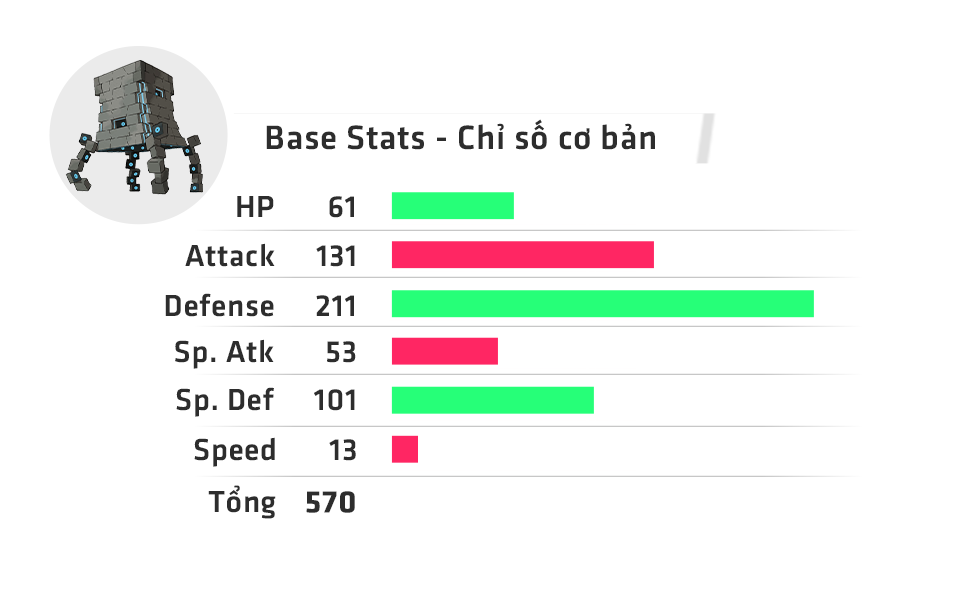 Base Stats - Chỉ số cơ bản
HP 61
Attack 131
Defense 211
Sp. Atk 53
Sp. Def 101
Speed 13
Tổng 570